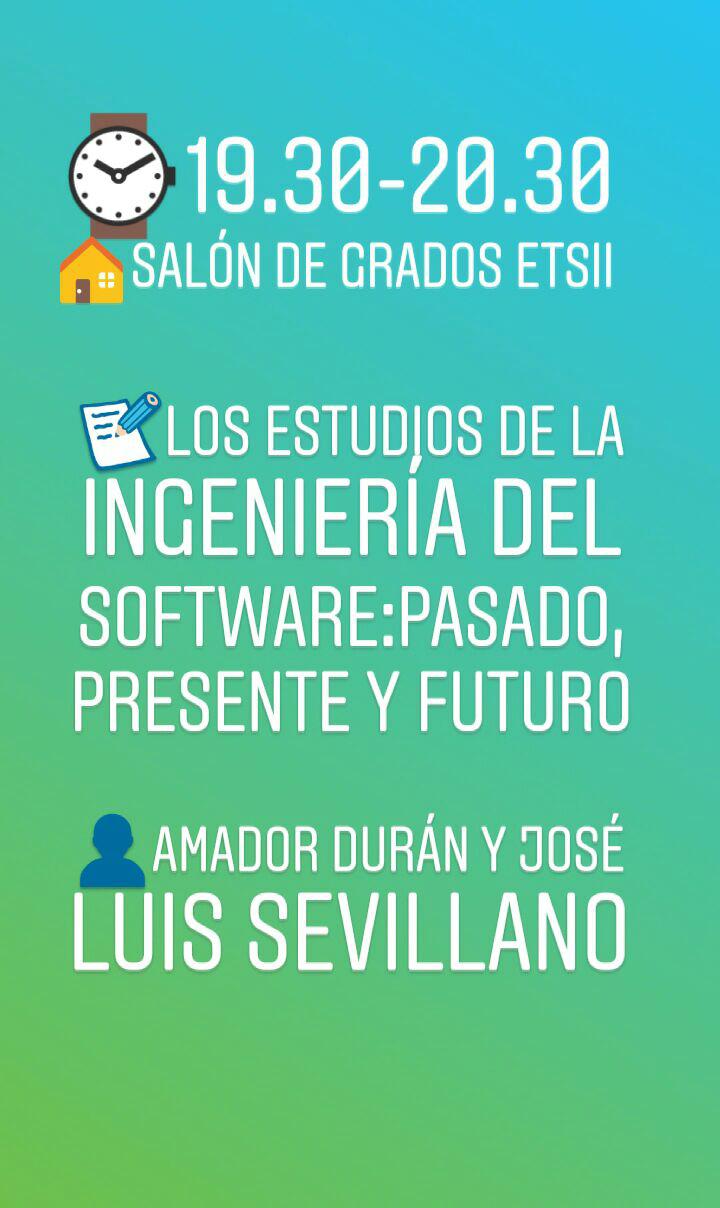 19.30-20.30
SALÓN DE GRADOS ETSII
LOS ESTUDIOS DE LA
INGENIERÍA DEL
SOFTWARE:PASADO,
PRESENTE Y FUTURO
AMADOR DURÁN Y JOSÉ
LUIS SEVILLANO